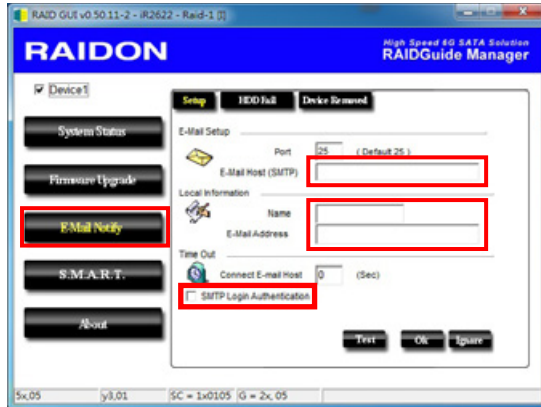 RAID GUI v0.50.11-2 - iR2622 - Raid-1 [I]
RAIDON
High Speed 6G SATA Solution
RAIDGuide Manager
Device1
Setup HDD Fail Device Removed
System Status
E-Mail Setup
Port 25 ( Default 25 )
E-Mail Host (SMTP)
Firmware Upgrade
Local Information
Name
E-Mail Notify
E-Mail Address
Time Out
S.M.A.R.T.
Connect E-mail Host 0 (Sec)
SMTP Login Authentication
About
Test Ok Ignore
5x,05 y3,01 SC = 1x0105 G = 2x, 05